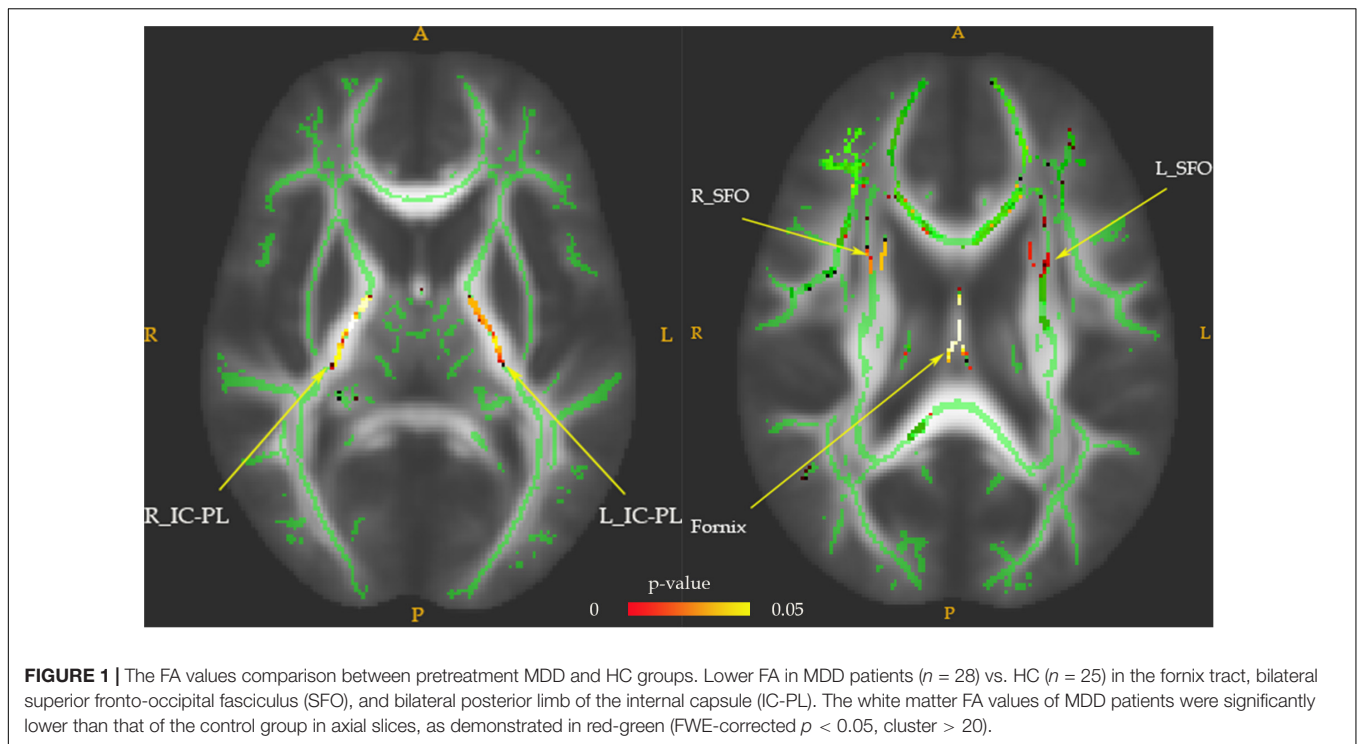 A
R
L
R_IC-PL
L_IC-PL
P
A
R_SFO
L_SFO
R
L
Fornix
P
p-value
0
0.05
FIGURE 1 | The FA values comparison between pretreatment MDD and HC groups. Lower FA in MDD patients (n = 28) vs. HC (n = 25) in the fornix tract, bilateral
superior fronto-occipital fasciculus (SFO), and bilateral posterior limb of the internal capsule (IC-PL). The white matter FA values of MDD patients were significantly
lower than that of the control group in axial slices, as demonstrated in red-green (FWE-corrected p < 0.05, cluster > 20).